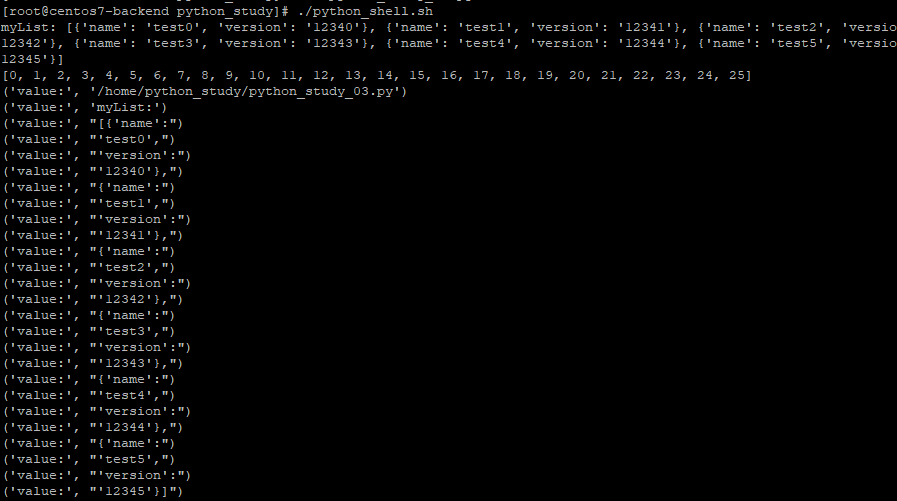 [root@centos7-backend python_study]# ./python_shell.sh
myList: [{'name': 'test0', 'version': '12340'}, {'name': 'test1', 'version': '12341'}, {'name': 'test2', 'versio
12342'}, {'name': 'test3', 'version': '12343'}, {'name': 'test4', 'version': '12344'}, {'name': 'test5', 'versio
12345'}]
[0, 1, 2, 3, 4, 5, 6, 7, 8, 9, 10, 11, 12, 13, 14, 15, 16, 17, 18, 19, 20, 21, 22, 23, 24, 25]
('value:', '/home/python_study/python_study_03.py')
('value:', 'myList:')
('value:', "[{'name':")
('value:', "'test0',")
('value:', "'version':")
('value:', "'12340'},")
('value:', "{'name':")
('value:', "'test1',")
('value:', "'version':")
('value:', "'12341'},")
('value:', "{'name':")
('value:', "'test2',")
('value:', "'version':")
('value:', "'12342'},")
('value:', "{'name':")
('value:', "'test3',")
('value:', "'version':")
('value:', "'12343'},")
('value:', "{'name':")
('value:', "'test4',")
('value:', "'version':")
('value:', "'12344'},")
('value:', "{'name':")
('value:', "'test5',")
('value:', "'version':")
('value:', "'12345'}]")